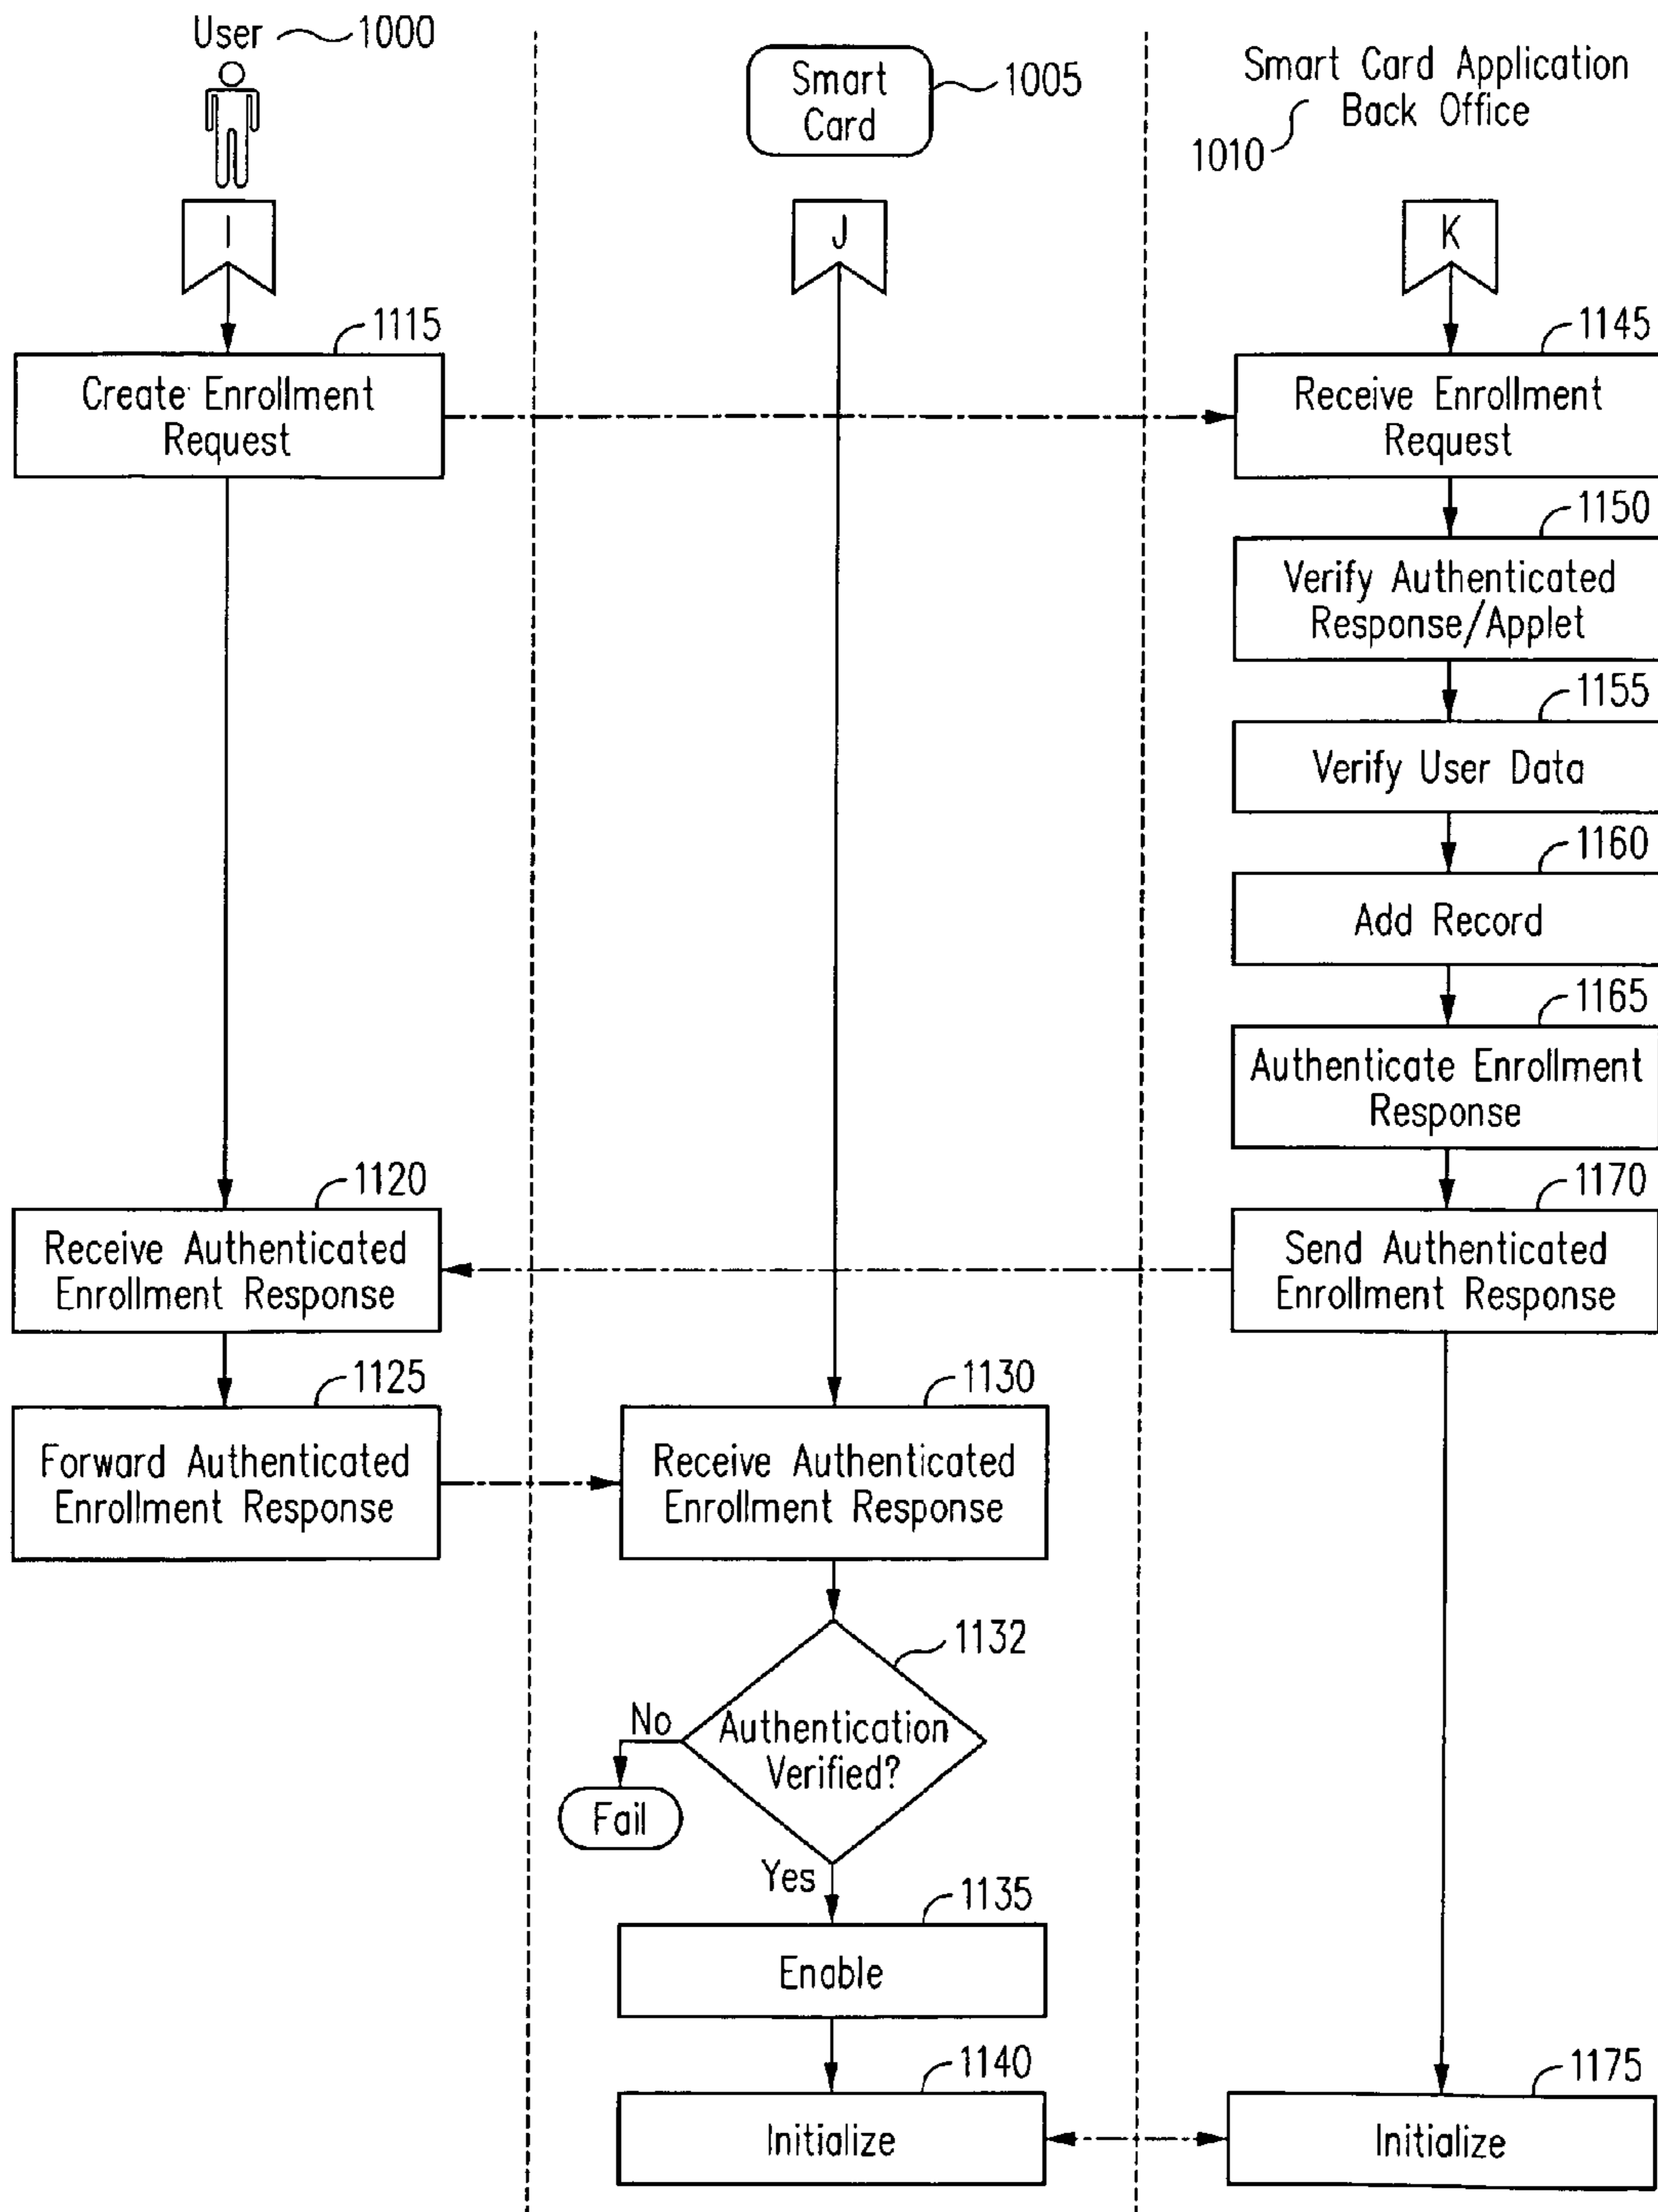 User 1000
Smart
Card
1005
Smart Card Application
Back Office
1010
I
J
K
1115
Create Enrollment
Request
1145
Receive Enrollment
Request
1150
Verify Authenticated
Response/Applet
1155
Verify User Data
1160
Add Record
1165
Authenticate Enrollment
Response
1120
Receive Authenticated
Enrollment Response
1170
Send Authenticated
Enrollment Response
1125
Forward Authenticated
Enrollment Response
1130
Receive Authenticated
Enrollment Response
1132
Authentication
Verified?
No
Fail
Yes
1135
Enable
1140
Initialize
1175
Initialize